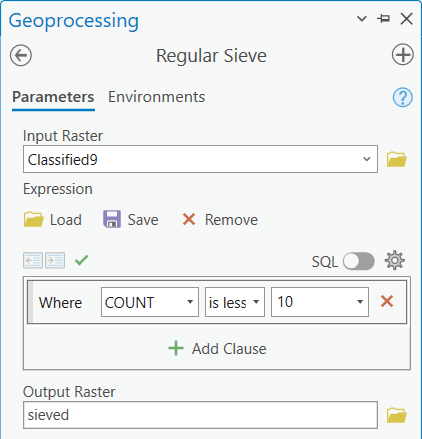 Geoprocessing
Regular Sieve
Parameters Environments
Input Raster
Classified9
Expression
Load Save Remove
SQL
Where COUNT is less 10
Add Clause
Output Raster
sieved